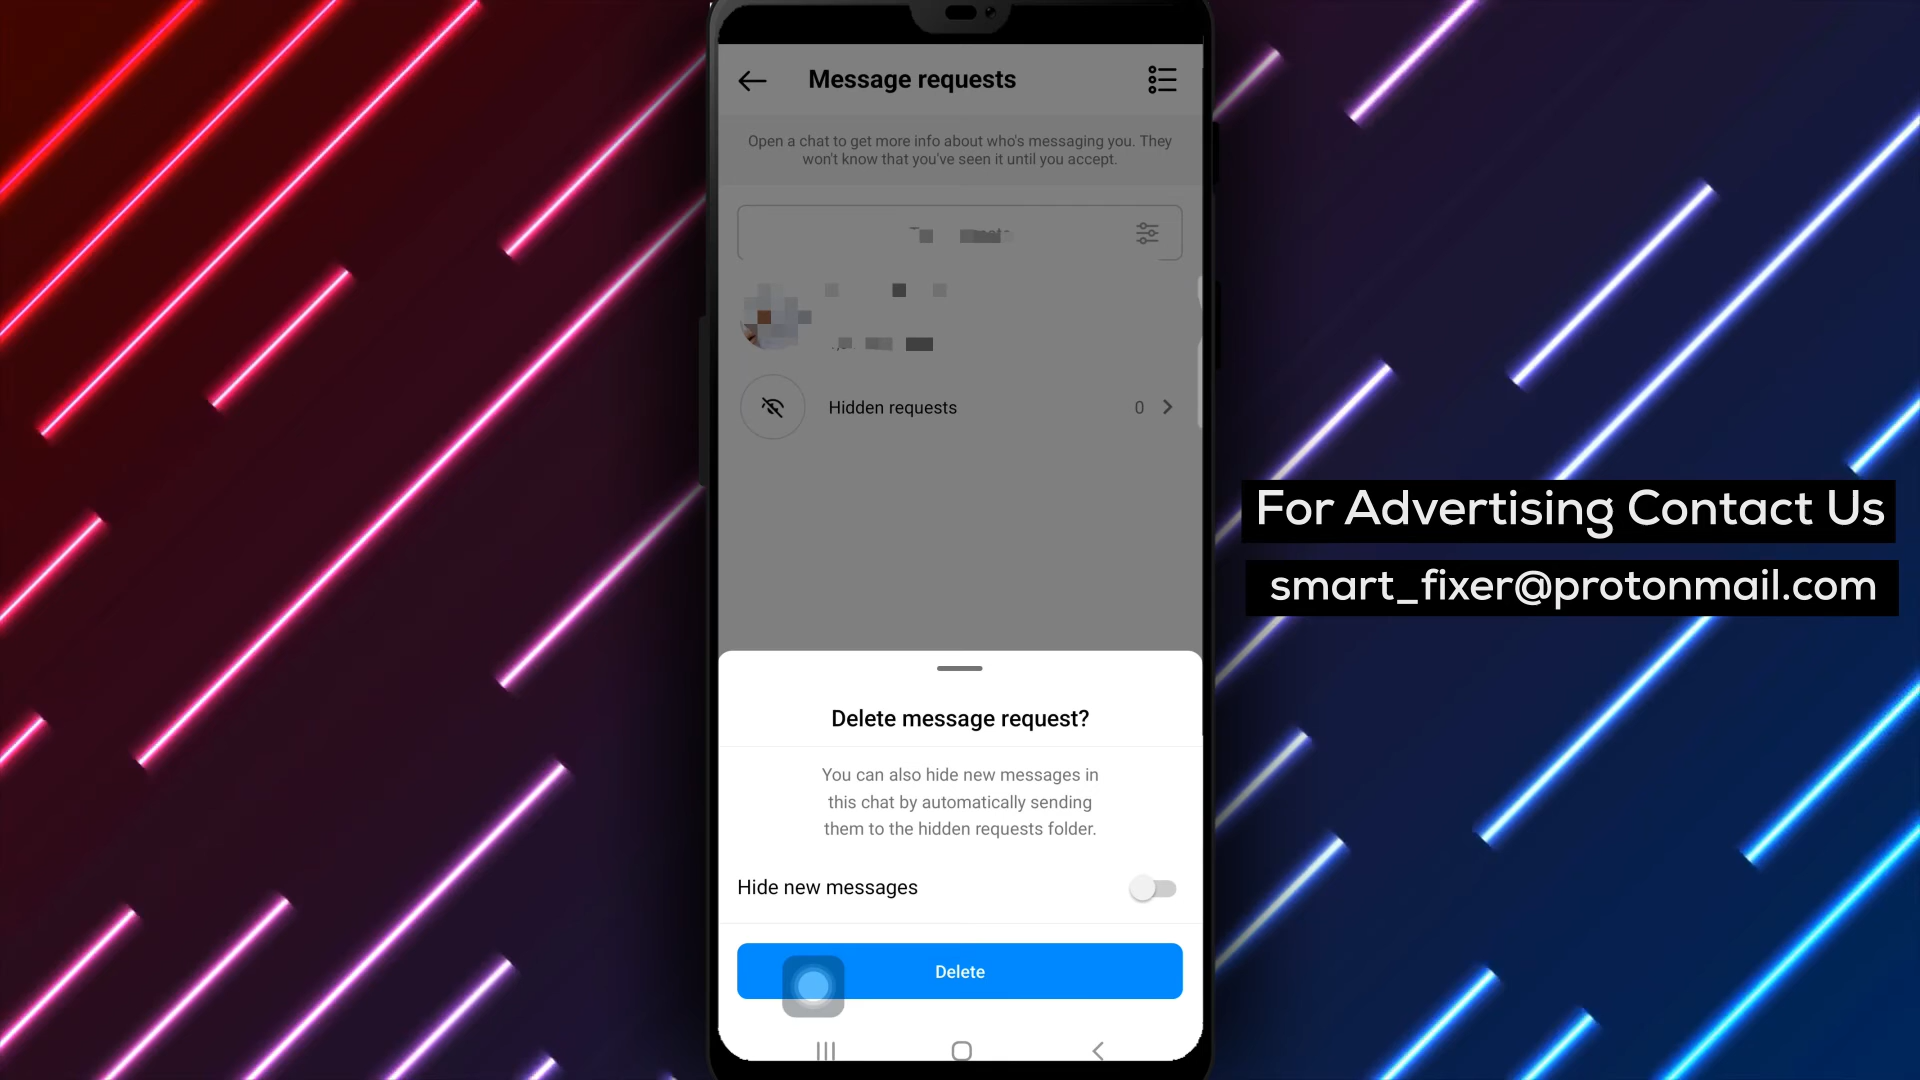 Message requests
Open a chat to get more info about who's messaging you. They
won't know that you've seen it until you accept.
Hidden requests 0
For Advertising Contact Us
smart_fixer@protonmail.com
Delete message request?
You can also hide new messages in
this chat by automatically sending
them to the hidden requests folder.
Hide new messages
Delete